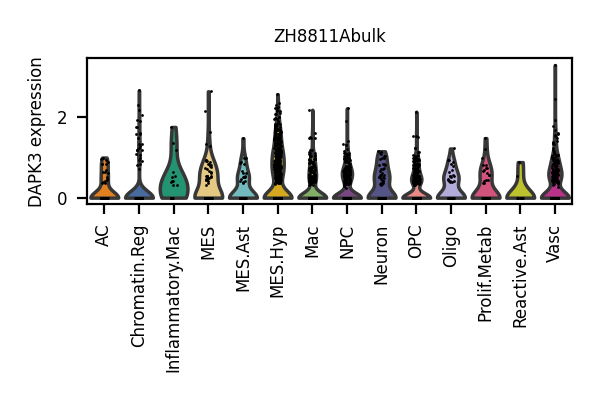 ZH8811Abulk
DAPK3 expression
2
0
AC
Chromatin.Reg
Inflammatory.Mac
MES
MES.Ast
MES.Hyp
Mac
NPC
Neuron
OPC
Oligo
Prolif.Metab
Reactive.Ast
Vasc